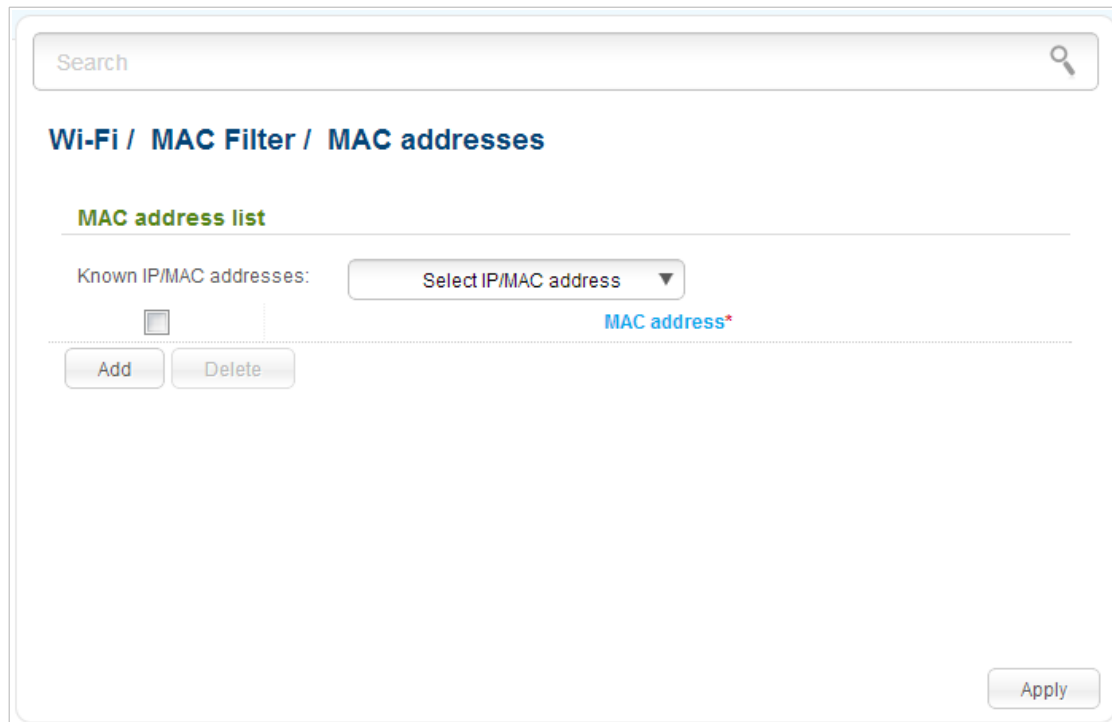 Search
Wi-Fi / MAC Filter / MAC addresses
MAC address list
Known IP/MAC addresses: Select IP/MAC address
MAC address*
Add Delete
Apply